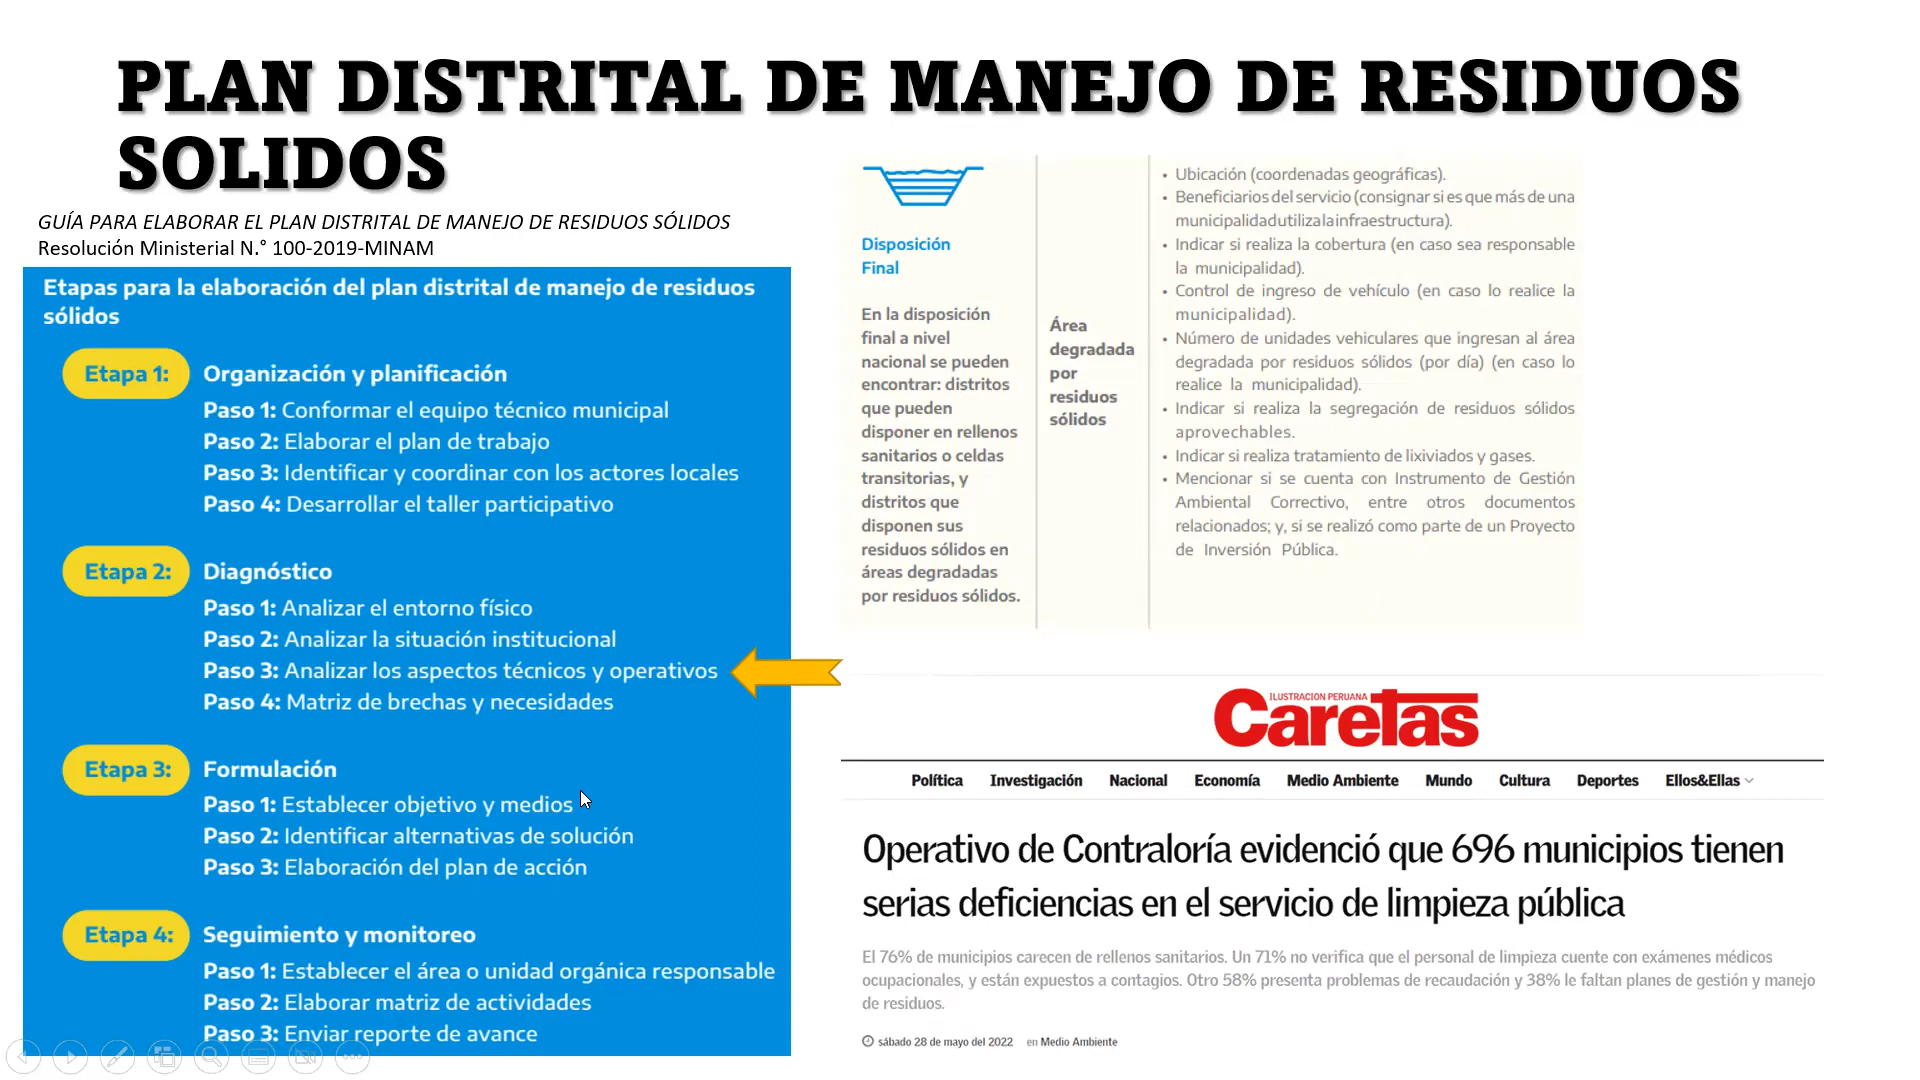 PLAN DISTRITAL DE MANEJO DE RESIDUOS
SOLIDOS
GUÍA PARA ELABORAR EL PLAN DISTRITAL DE MANEJO DE RESIDUOS SÓLIDOS
Resolución Ministerial N.° 100-2019-MINAM
Etapas para la elaboración del plan distrital de manejo de residuos
sólidos
Etapa 1: Organización y planificación
Paso 1: Conformar el equipo técnico municipal
Paso 2: Elaborar el plan de trabajo
Paso 3: Identificar y coordinar con los actores locales
Paso 4: Desarrollar el taller participativo
Etapa 2: Diagnóstico
Paso 1: Analizar el entorno físico
Paso 2: Analizar la situación institucional
Paso 3: Analizar los aspectos técnicos y operativos
Paso 4: Matriz de brechas y necesidades
Etapa 3: Formulación
Paso 1: Establecer objetivo y medios
Paso 2: Identificar alternativas de solución
Paso 3: Elaboración del plan de acción
Etapa 4: Seguimiento y monitoreo
Paso 1: Establecer el área o unidad orgánica responsable
Paso 2: Elaborar matriz de actividades
Paso 3: Enviar reporte de avance
Disposición
Final
En la disposición
final a nivel
nacional se pueden
encontrar: distritos
que pueden
disponer en rellenos
sanitarios o celdas
transitorias, y
distritos que
disponen sus
residuos sólidos en
áreas degradadas
por residuos sólidos.
Área
degradada
por
residuos
sólidos
• Ubicación (coordenadas geográficas).
• Beneficiarios del servicio (consignar si es que más de una
municipalidad utiliza la infraestructura).
• Indicar si realiza la cobertura (en caso sea responsable
la municipalidad).
• Control de ingreso de vehículo (en caso lo realice la
municipalidad).
• Número de unidades vehiculares que ingresan al área
degradada por residuos sólidos (por día) (en caso lo
realice la municipalidad).
• Indicar si realiza la segregación de residuos sólidos
aprovechables.
• Indicar si realiza tratamiento de lixiviados y gases.
• Mencionar si se cuenta con Instrumento de Gestión
Ambiental Correctivo, entre otros documentos
relacionados; y, si se realizó como parte de un Proyecto
de Inversión Pública.
ILUSTRACION PERUANA
Caretas
Política Investigación Nacional Economía Medio Ambiente Mundo Cultura Deportes Ellos&Ellas
Operativo de Contraloría evidenció que 696 municipios tienen
serias deficiencias en el servicio de limpieza pública
El 76% de municipios carecen de rellenos sanitarios. Un 71% no verifica que el personal de limpieza cuente con exámenes médicos
ocupacionales, y están expuestos a contagios. Otro 58% presenta problemas de recaudación y 38% le faltan planes de gestión y manejo
de residuos.
sábado 28 de mayo del 2022 en Medio Ambiente